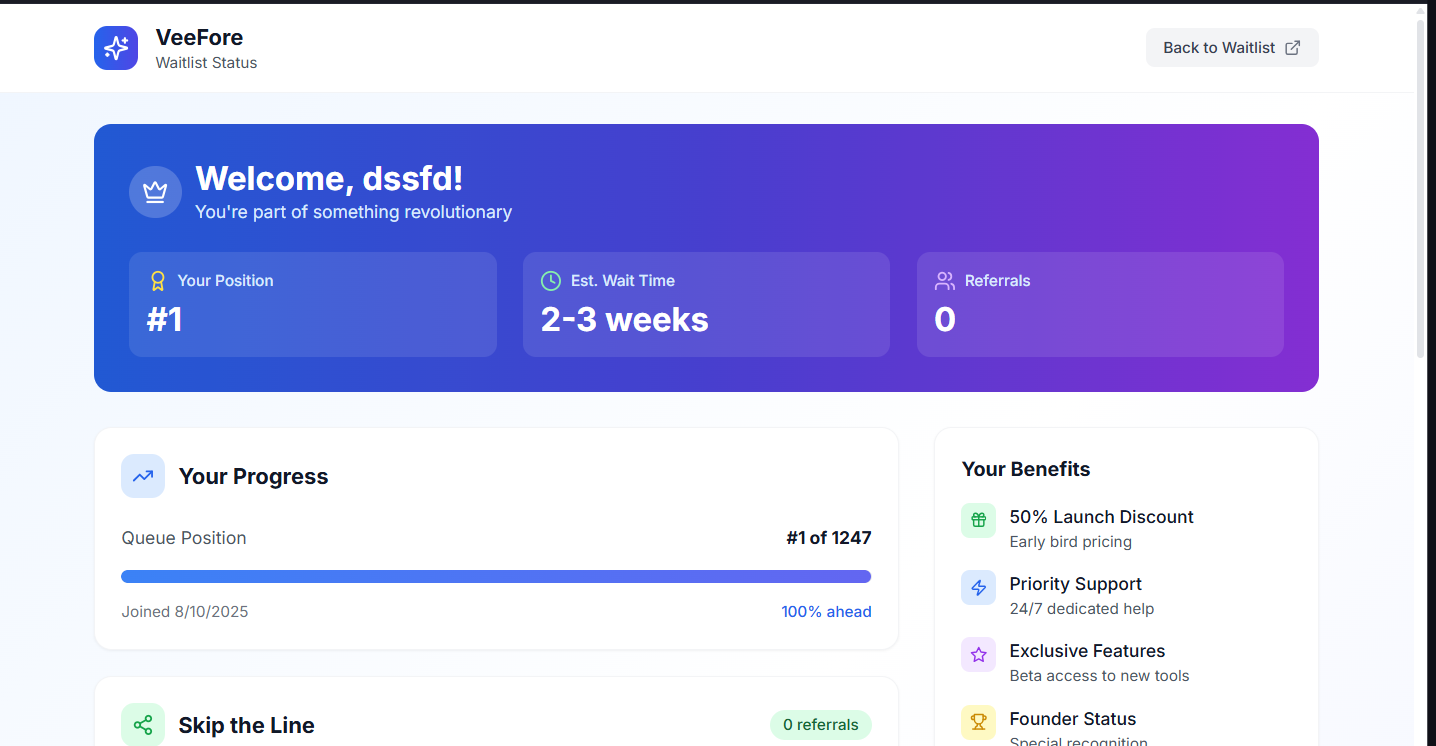 VeeFore
Waitlist Status
Back to Waitlist
Welcome, dssfd!
You're part of something revolutionary
Your Position
#1
Est. Wait Time
2-3 weeks
Referrals
0
Your Progress
Queue Position
#1 of 1247
Joined 8/10/2025
100% ahead
Skip the Line
0 referrals
Your Benefits
50% Launch Discount
Early bird pricing
Priority Support
24/7 dedicated help
Exclusive Features
Beta access to new tools
Founder Status
Special recognition